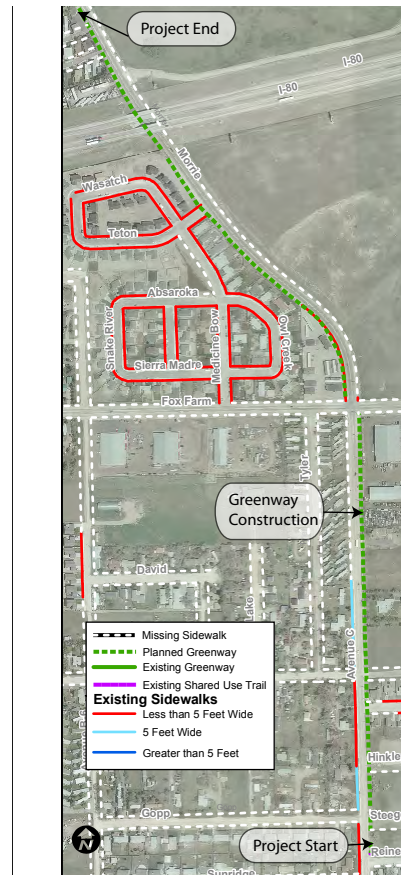 Project End
I-80
I-80
Morrie
Wasatch
Teton
Absaroka
Snake River
Medicine Bow
Owl Creek
Sierra Madre
Fox Farm
Tyler
Greenway
Construction
David
Lake
Avenue C
Missing Sidewalk
Planned Greenway
Existing Greenway
Existing Shared Use Trail
Existing Sidewalks
Less than 5 Feet Wide
5 Feet Wide
Greater than 5 Feet
Hinkle
Gopp
Steeg
N
Project Start
Reine
Sunridge